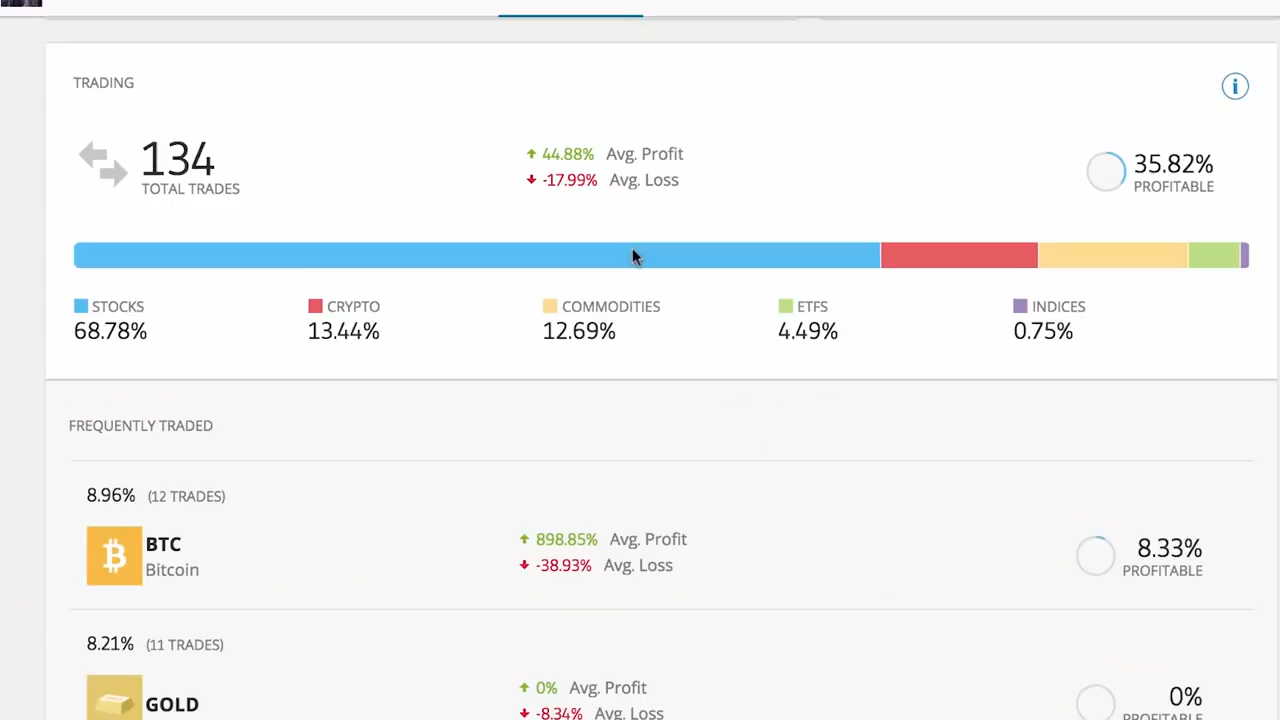 TRADING
134
TOTAL TRADES
44.88% Avg. Profit
-17.99% Avg. Loss
35.82%
PROFITABLE
STOCKS
68.78%
CRYPTO
13.44%
COMMODITIES
12.69%
ETFS
4.49%
INDICES
0.75%
FREQUENTLY TRADED
8.96% (12 TRADES)
BTC
Bitcoin
898.85% Avg. Profit
-38.93% Avg. Loss
8.33%
PROFITABLE
8.21% (11 TRADES)
GOLD
0% Avg. Profit
-8.34% Avg. Loss
0%
PROFITABLE